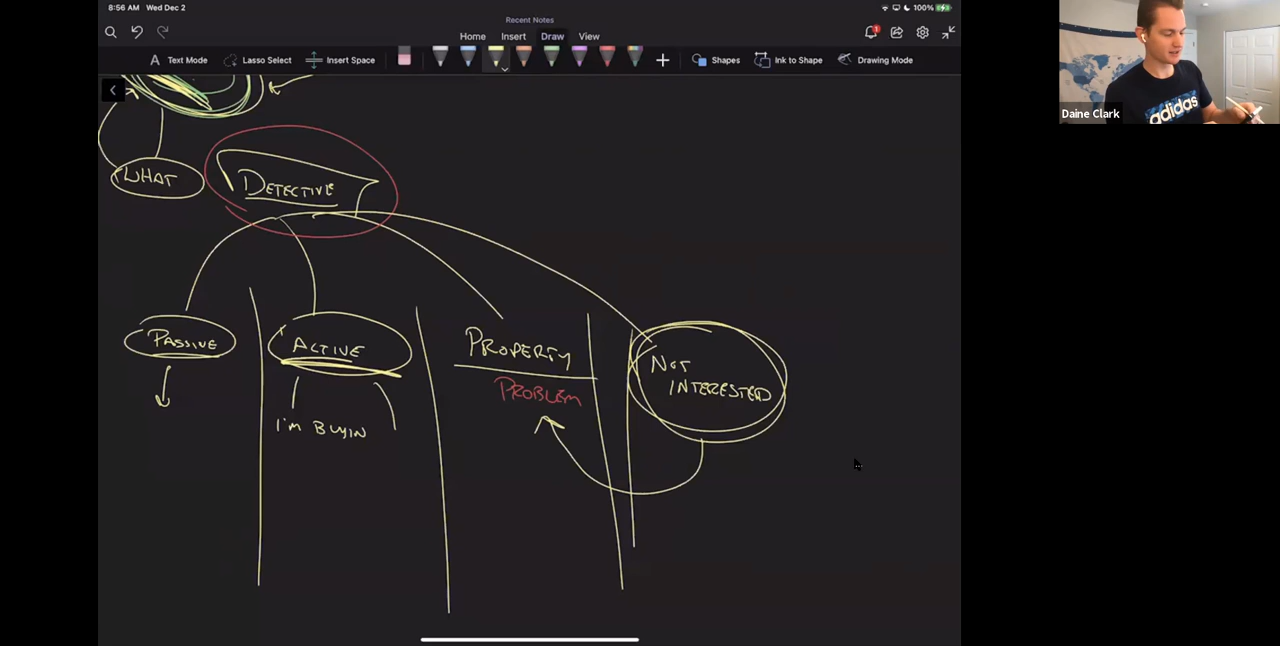 8:56 AM Wed Dec 2
100%
Recent Notes
Home Insert Draw View
1
Text Mode Lasso Select Insert Space Shapes Ink to Shape Drawing Mode
Daine Clark
adidas
WHAT
DETECTIVE
PASSIVE
ACTIVE
PROPERTY
NOT
INTERESTED
PROBLEM
I'm BUYIN